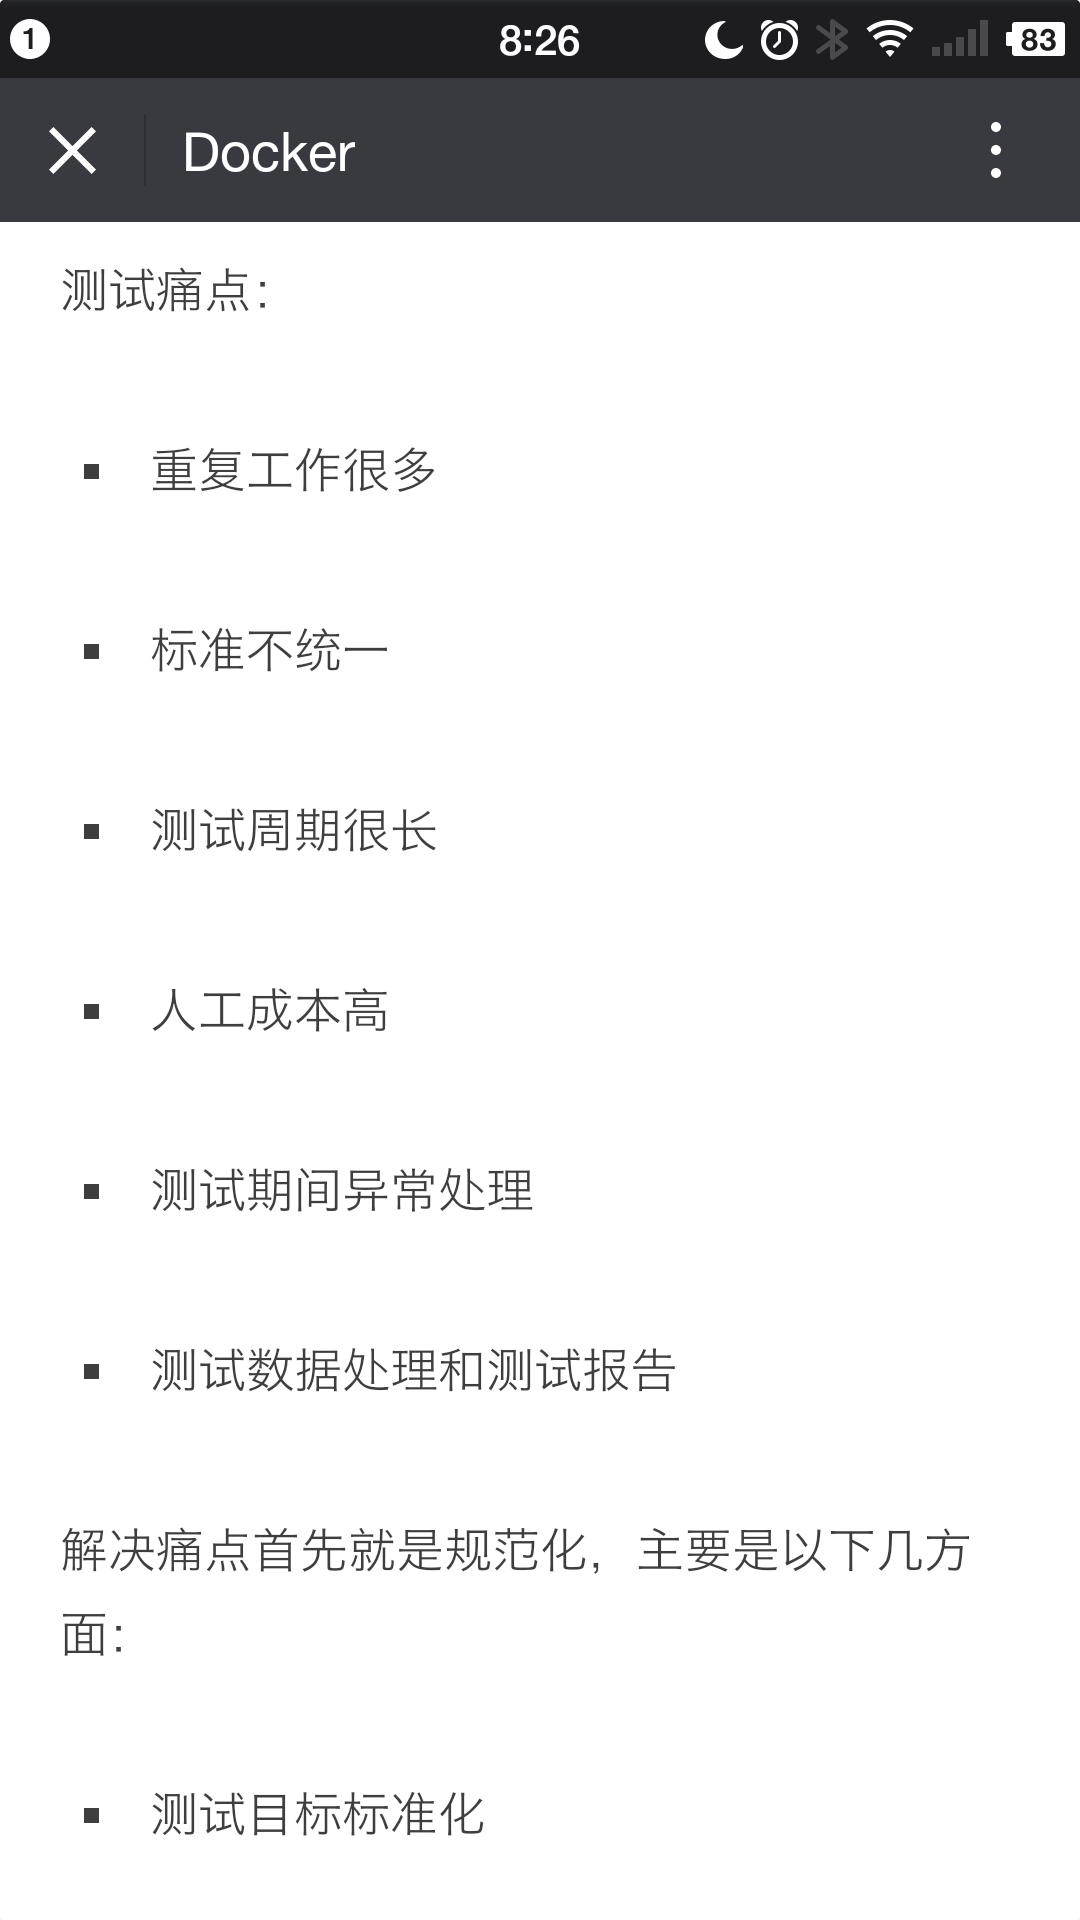 1
8:26
83
Docker
测试痛点：
重复工作很多
标准不统一
测试周期很长
人工成本高
测试期间异常处理
测试数据处理和测试报告
解决痛点首先就是规范化，主要是以下几方
面：
测试目标标准化